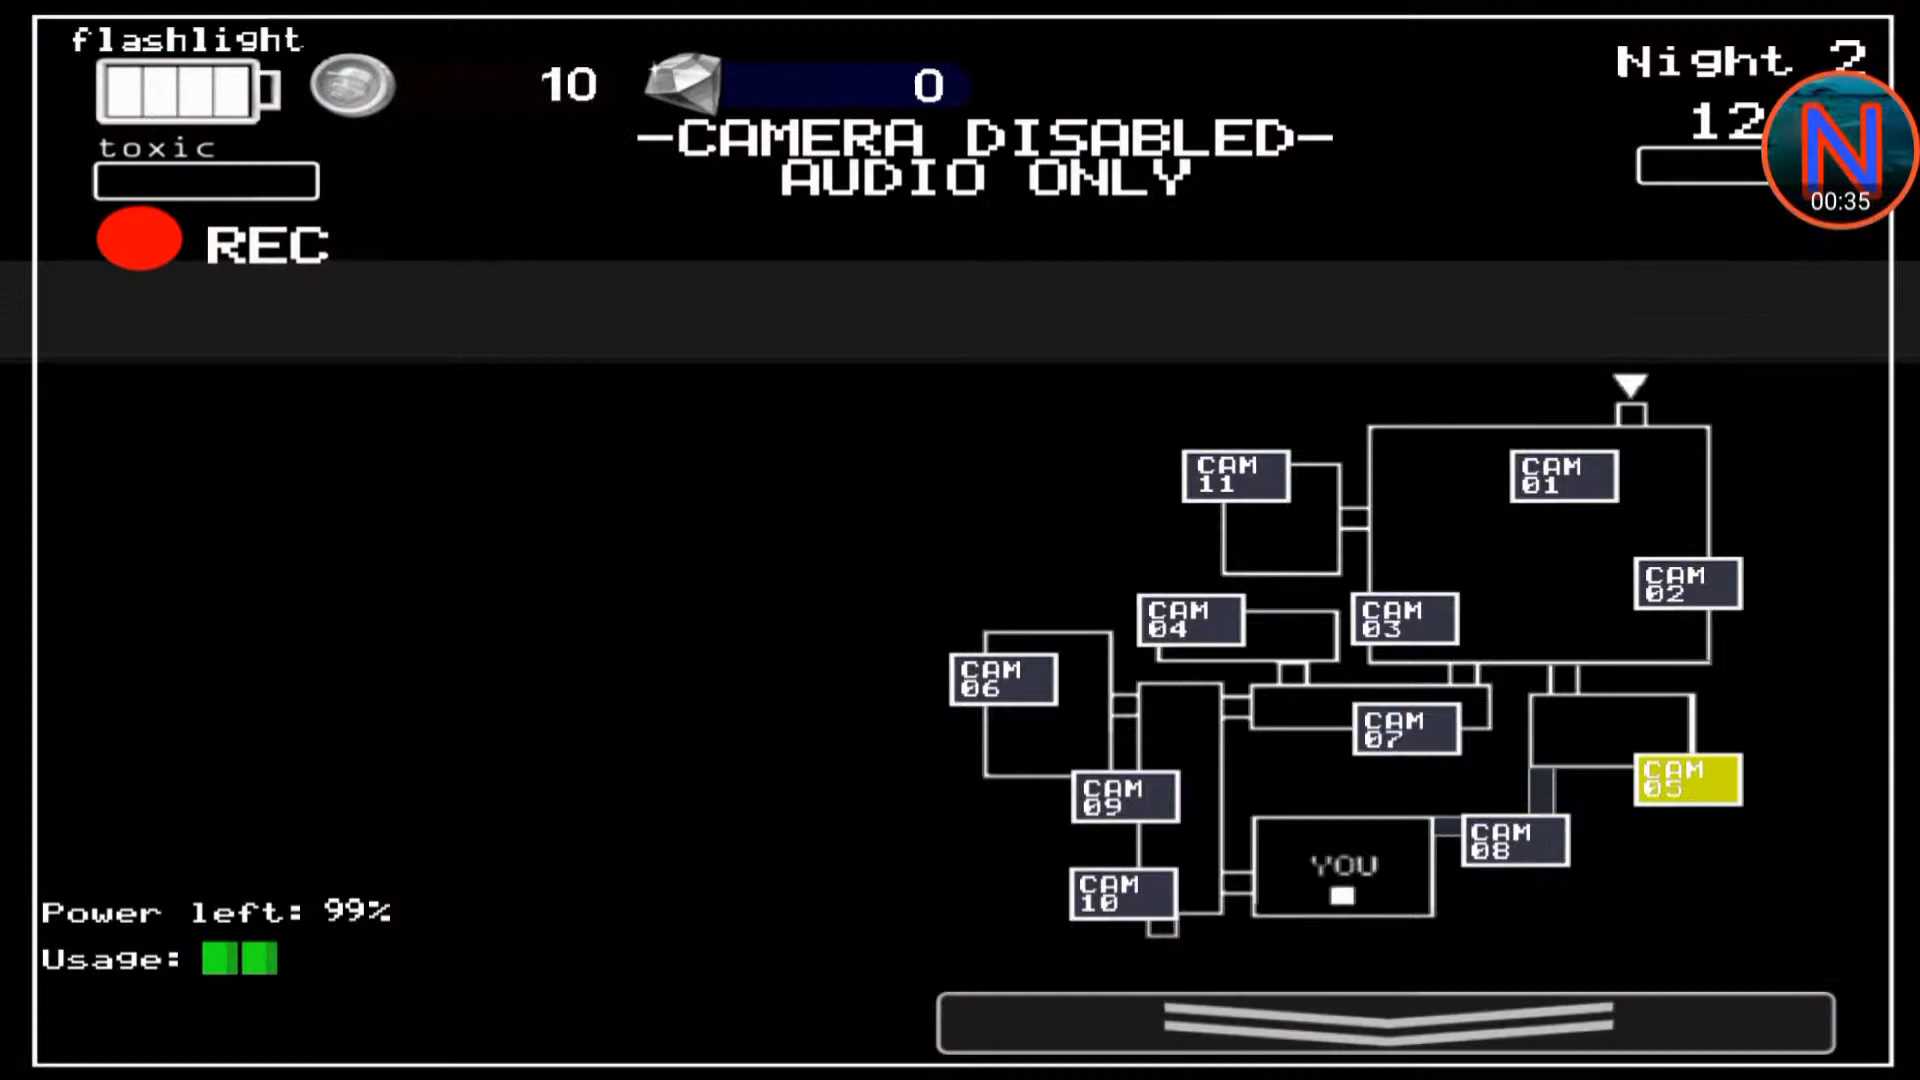 flashlight
10
0
Night 2
12
-CAMERA DISABLED-
AUDIO ONLY
toxic
N
00:35
REC
CAM
11
CAM
01
CAM
02
CAM
04
CAM
03
CAM
06
CAM
07
CAM
05
CAM
09
CAM
08
YOU
CAM
10
Power left: 99%
Usage: